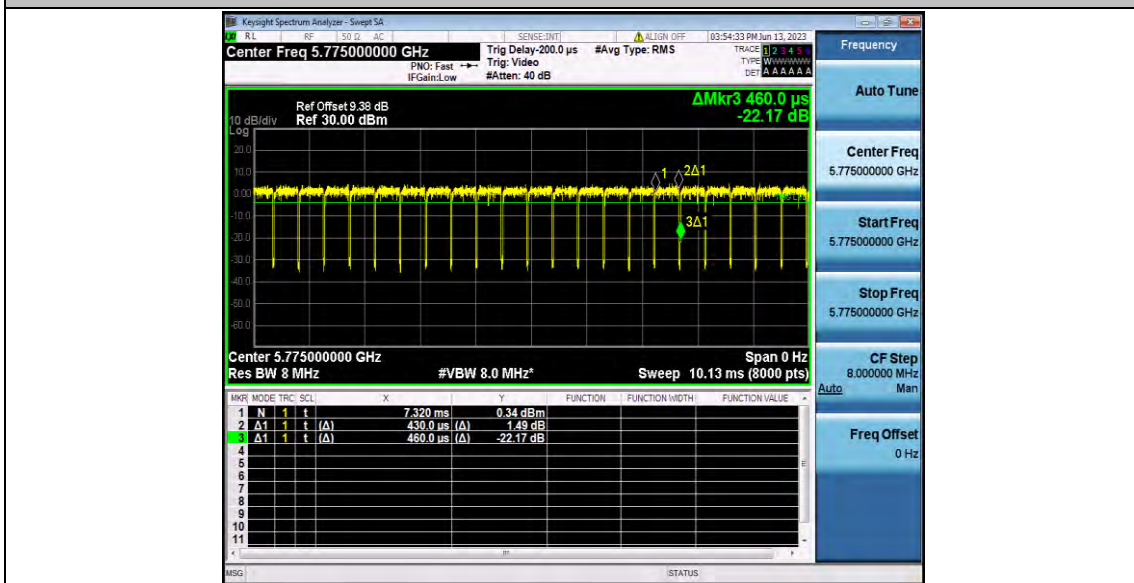 Keysight Spectrum Analyzer - Swept SA
RL RF 50 Ω AC SENSE:INT ALIGN OFF 03:54:33 PM Jun 13, 2023
Center Freq 5.775000000 GHz
PNO: Fast
IFGain:Low
Trig Delay-200.0 µs
Trig: Video
#Atten: 40 dB
#Avg Type: RMS
TRACE 1 2 3 4 5 6
TYPE WWWWWW
DET A A A A A A
ΔMkr3 460.0 µs
-22.17 dB
Ref Offset 9.38 dB
Ref 30.00 dBm
10 dB/div
Log
20.0
10.0
0.00
-10.0
-20.0
-30.0
-40.0
-50.0
-60.0
1
2Δ1
3Δ1
Center 5.775000000 GHz
Span 0 Hz
Res BW 8 MHz
#VBW 8.0 MHz*
Sweep 10.13 ms (8000 pts)
MKR MODE TRC SCL X Y FUNCTION FUNCTION WIDTH FUNCTION VALUE
1 N 1 t 7.320 ms 0.34 dBm
2 Δ1 1 t (Δ) 430.0 µs (Δ) 1.49 dB
3 Δ1 1 t (Δ) 460.0 µs (Δ) -22.17 dB
4
5
6
7
8
9
10
11
MSG
STATUS
Frequency
Auto Tune
Center Freq
5.775000000 GHz
Start Freq
5.775000000 GHz
Stop Freq
5.775000000 GHz
CF Step
8.000000 MHz
Auto Man
Freq Offset
0 Hz